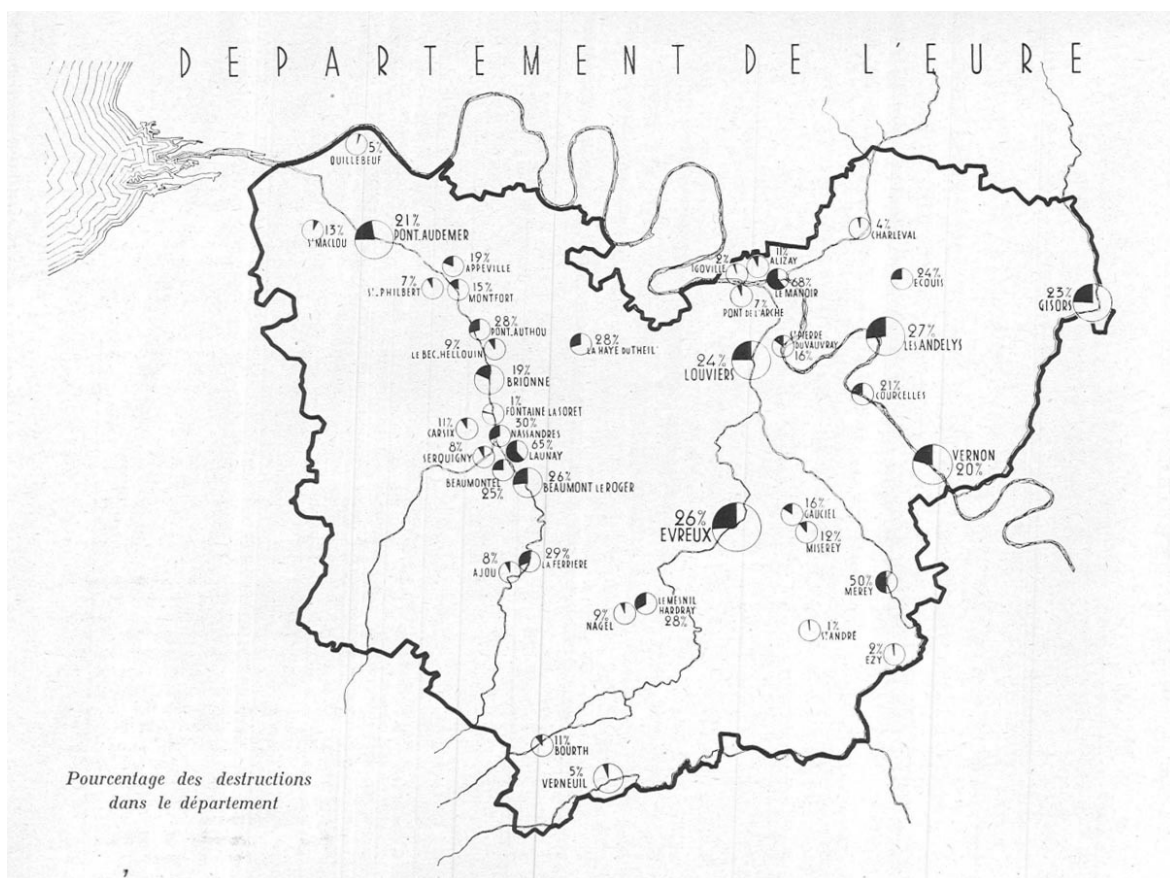 DEPARTEMENT DE L'EURE
5%
QUILLEBEUF
13%
St MACLOU
21%
PONT.AUDEMER
19%
APPEVILLE
7%
St.PHILBERT
15%
MONTFORT
28%
PONT.AUTHOU
9%
LE BEC.HELLOUIN
28%
LA HAYE DU THEIL
19%
BRIONNE
1%
FONTAINE LA SORET
11%
CARSIX
30%
NASSANDRES
8%
SERQUIGNY
65%
LAUNAY
BEAUMONTEL
25%
26%
BEAUMONT LE ROGER
8%
AJOU
29%
LA FERRIERE
9%
NAGEL
LE MESNIL
HARDRAY
28%
11%
BOURTH
5%
VERNEUIL
2%
IGOVILLE
11%
ALIZAY
68%
LE MANOIR
7%
PONT DE L'ARCHE
4%
CHARLEVAL
24%
ECOUIS
23%
GISORS
24%
LOUVIERS
St PIERRE
DU VAUVRAY
16%
27%
LES ANDELYS
21%
COURCELLES
VERNON
20%
26%
EVREUX
16%
GAUCIEL
12%
MISEREY
50%
MEREY
1%
St ANDRÉ
2%
EZY
Pourcentage des destructions
dans le département